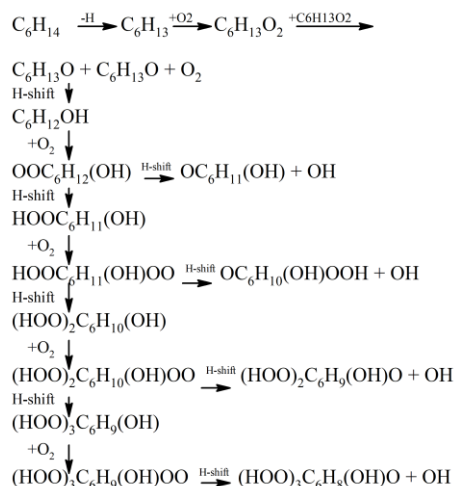 C₆H₁₄ -H C₆H₁₃ +O2 C₆H₁₃O₂ +C6H13O2
C₆H₁₃O + C₆H₁₃O + O₂
H-shift
C₆H₁₂OH
+O₂
OOC₆H₁₂(OH) H-shift OC₆H₁₁(OH) + OH
H-shift
HOOC₆H₁₁(OH)
+O₂
HOOC₆H₁₁(OH)OO H-shift OC₆H₁₀(OH)OOH + OH
H-shift
(HOO)₂C₆H₁₀(OH)
+O₂
(HOO)₂C₆H₁₀(OH)OO H-shift (HOO)₂C₆H₉(OH)O + OH
H-shift
(HOO)₃C₆H₉(OH)
+O₂
(HOO)₃C₆H₉(OH)OO H-shift (HOO)₃C₆H₈(OH)O + OH